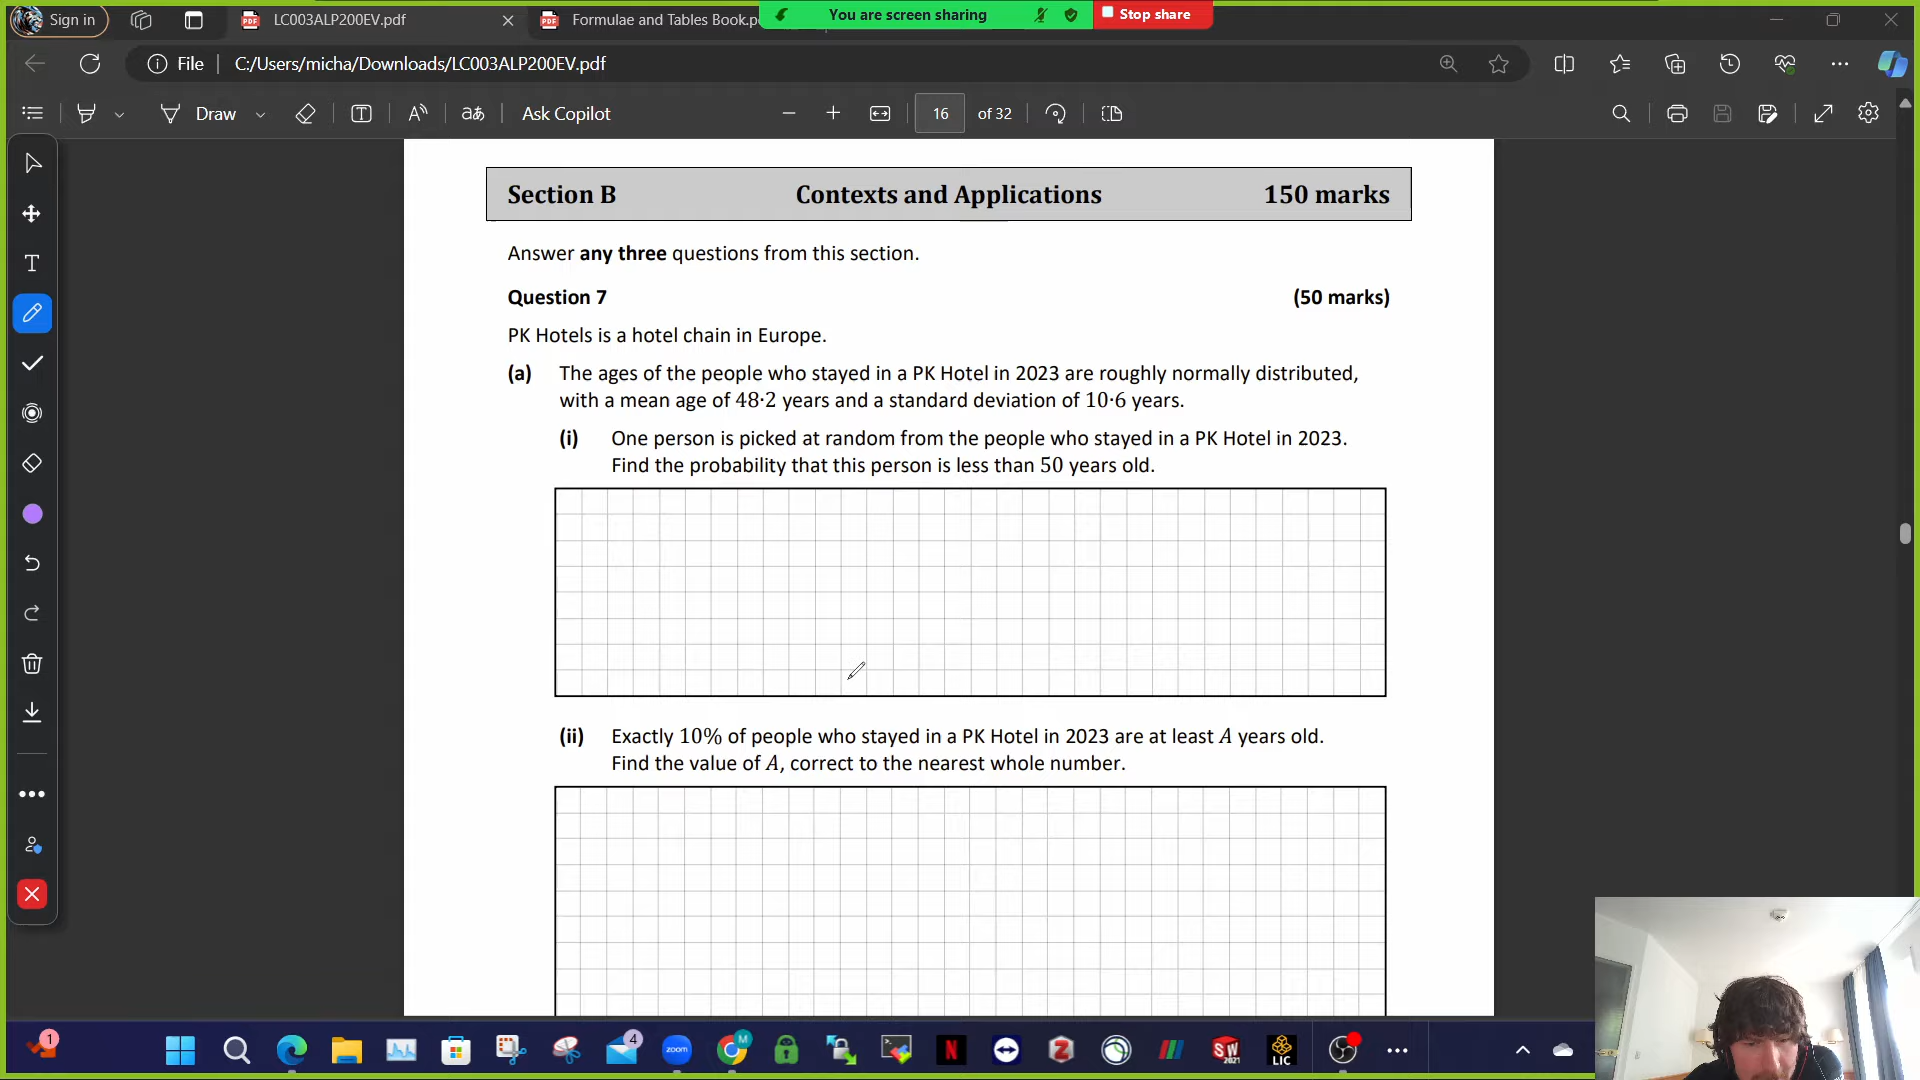 Sign in
LC003ALP200EV.pdf
Formulae and Tables Book.p
You are screen sharing
Stop share
File
C:/Users/micha/Downloads/LC003ALP200EV.pdf
Draw
Ask Copilot
16
of 32
Section B Contexts and Applications 150 marks
Answer any three questions from this section.
Question 7 (50 marks)
PK Hotels is a hotel chain in Europe.
(a) The ages of the people who stayed in a PK Hotel in 2023 are roughly normally distributed,
with a mean age of 48·2 years and a standard deviation of 10·6 years.
(i) One person is picked at random from the people who stayed in a PK Hotel in 2023.
Find the probability that this person is less than 50 years old.
(ii) Exactly 10% of people who stayed in a PK Hotel in 2023 are at least A years old.
Find the value of A, correct to the nearest whole number.
1
4
zoom
M
N
Z
SW
2021
LIC